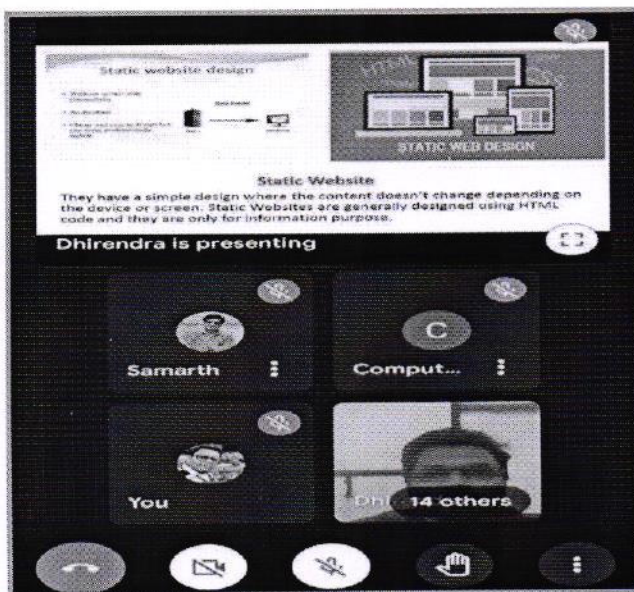 Static website design
STATIC WEB DESIGN
Static Website
They have a simple design where the content doesn't change depending on
the device or screen. Static Websites are generally designed using HTML
code and they are only for information purpose.
Dhirendra is presenting
Samarth
C
Comput...
You
14 others